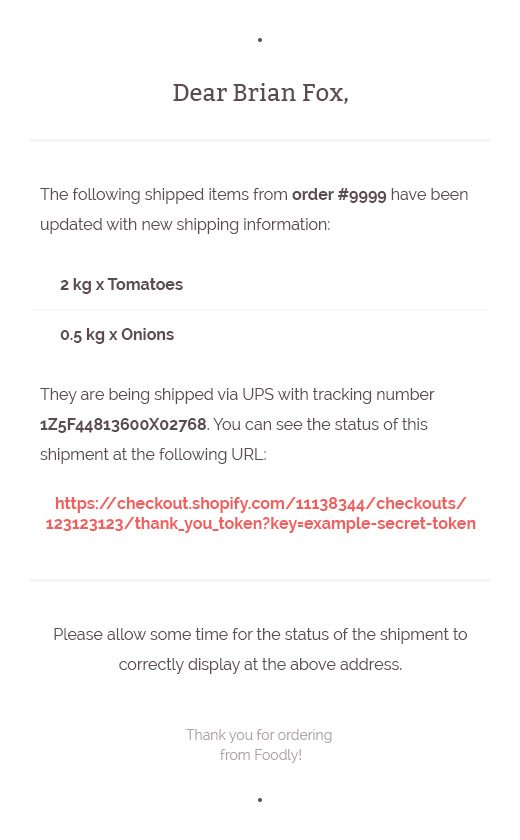 Dear Brian Fox,
The following shipped items from order #9999 have been
updated with new shipping information:
2 kg x Tomatoes
0.5 kg x Onions
They are being shipped via UPS with tracking number
1Z5F44813600X02768. You can see the status of this
shipment at the following URL:
https://checkout.shopify.com/11138344/checkouts/
123123123/thank_you_token?key=example-secret-token
Please allow some time for the status of the shipment to
correctly display at the above address.
Thank you for ordering
from Foodly!